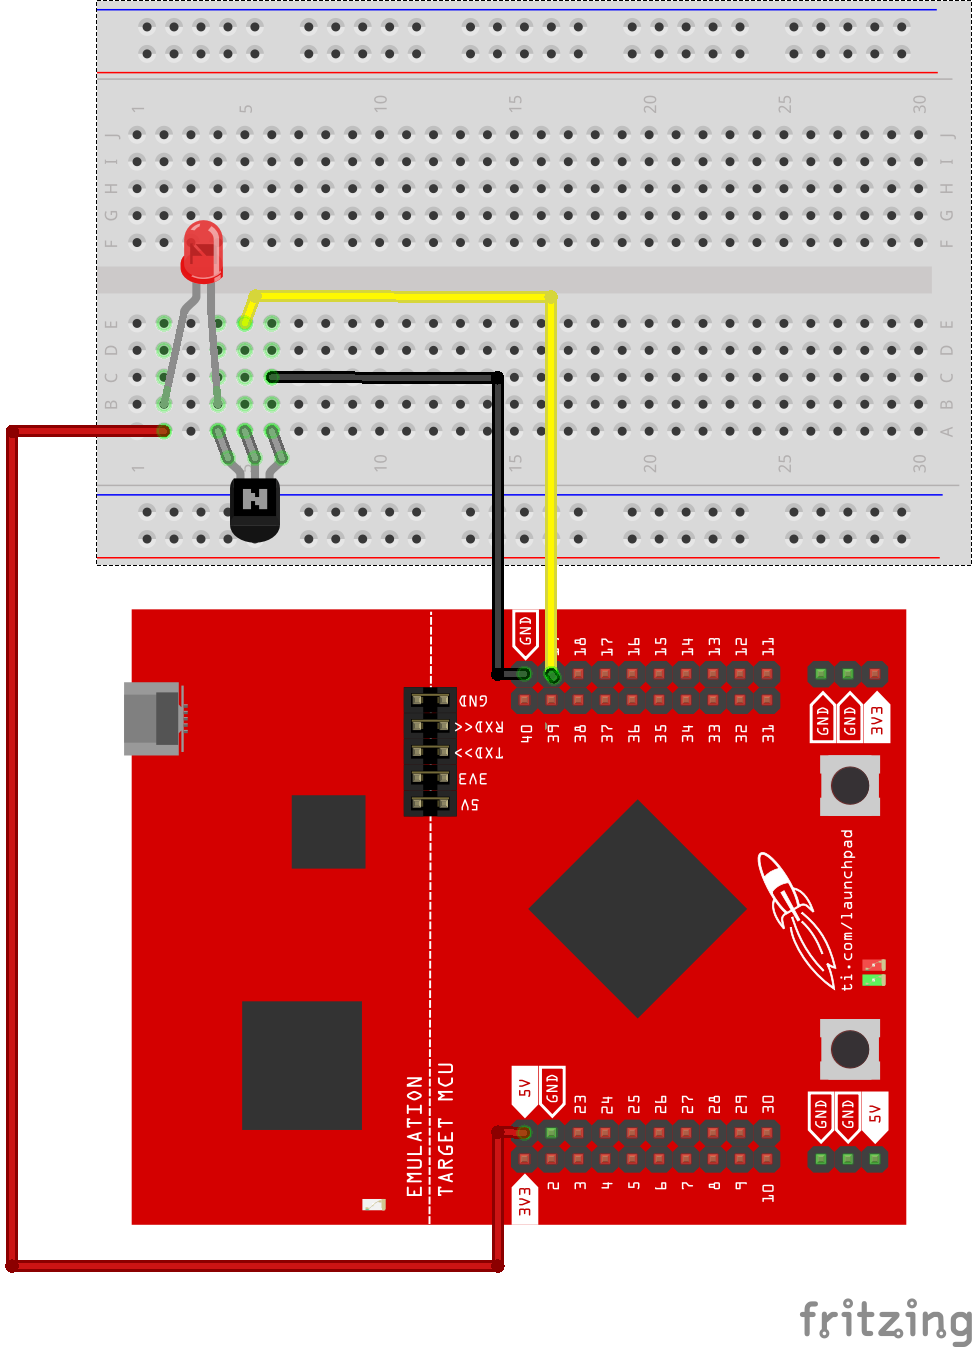 1 5 10 15 20 25 30
J J
I I
H H
G G
F F
E E
D D
C C
B B
A A
1 10 15 20 25 30
N
GND
18 17 16 15 14 13 12 11
40 39 38 37 36 35 34 33 32 31
GND GND 3V3
GND
RXD<<
TXD>>
3V3
5V
ti.com/launchpad
EMULATION
TARGET MCU
5V GND 23 24 25 26 27 28 29 30
3V3 2 3 4 5 6 7 8 9 10
GND GND 5V
fritzing